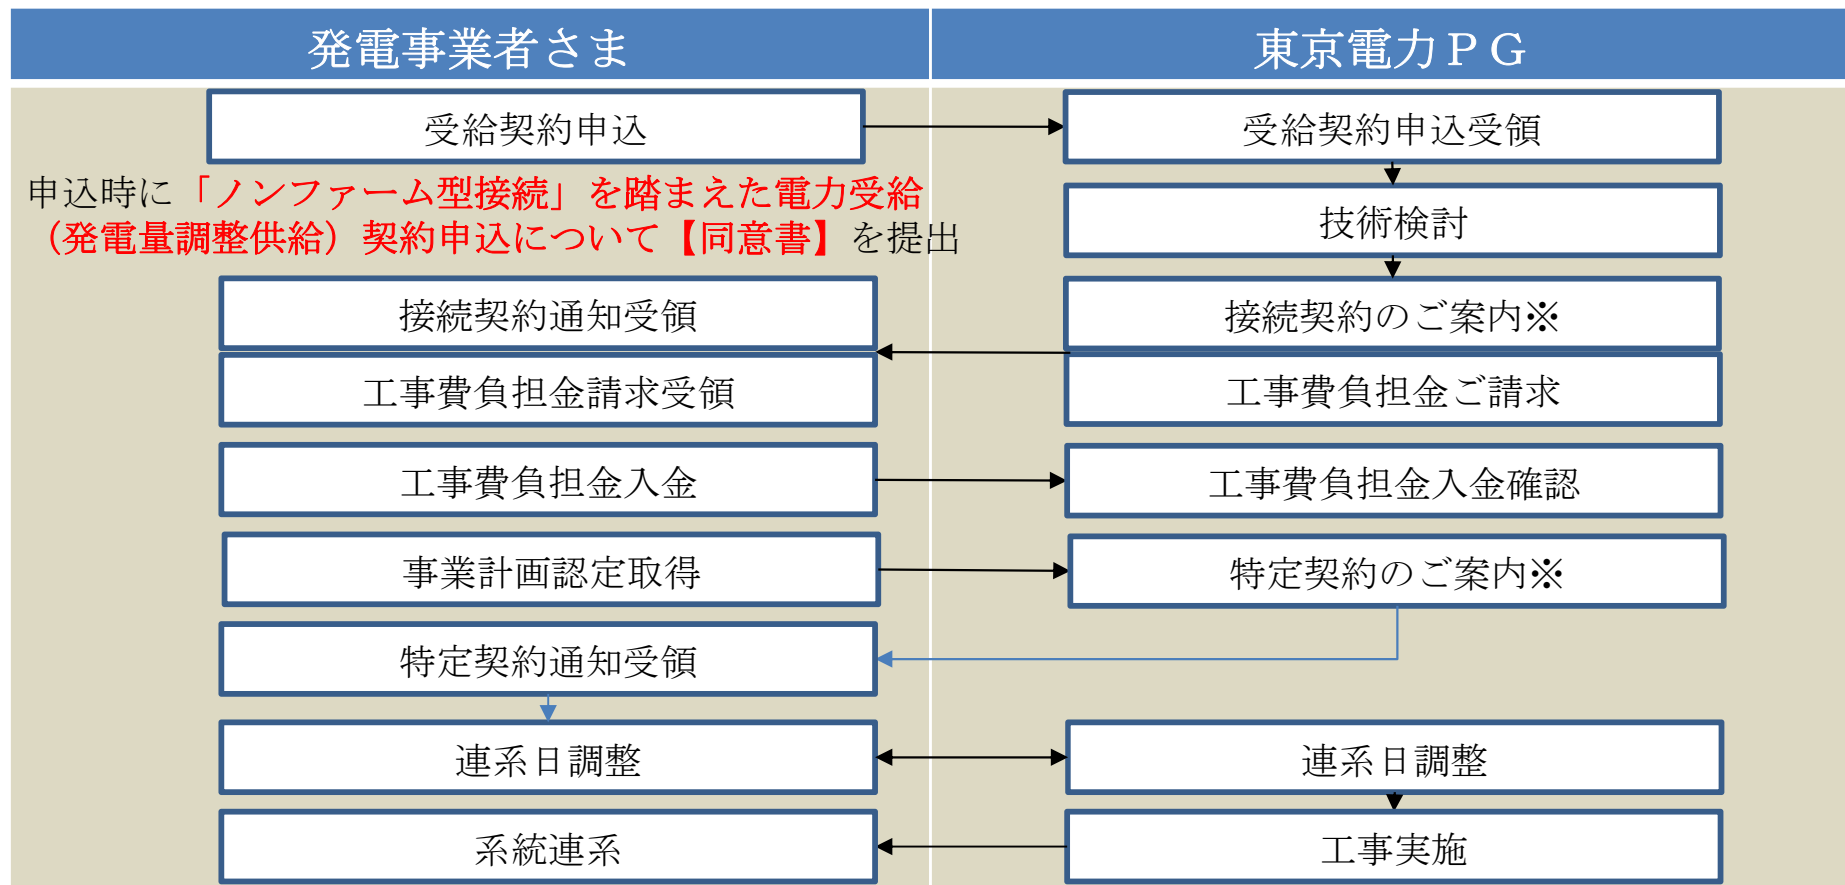 発電事業者さま
東京電力ＰＧ
受給契約申込
受給契約申込受領
申込時に「ノンファーム型接続」を踏まえた電力受給
（発電量調整供給）契約申込について【同意書】を提出
技術検討
接続契約通知受領
接続契約のご案内※
工事費負担金請求受領
工事費負担金ご請求
工事費負担金入金
工事費負担金入金確認
事業計画認定取得
特定契約のご案内※
特定契約通知受領
連系日調整
連系日調整
系統連系
工事実施